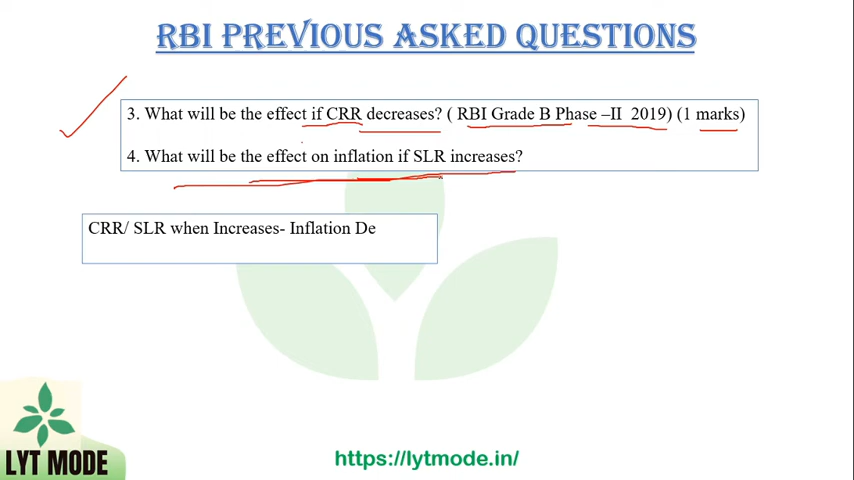 RBI PREVIOUS ASKED QUESTIONS
3. What will be the effect if CRR decreases? ( RBI Grade B Phase –II 2019) (1 marks)
4. What will be the effect on inflation if SLR increases?
CRR/ SLR when Increases- Inflation De
LYT MODE
https://lytmode.in/